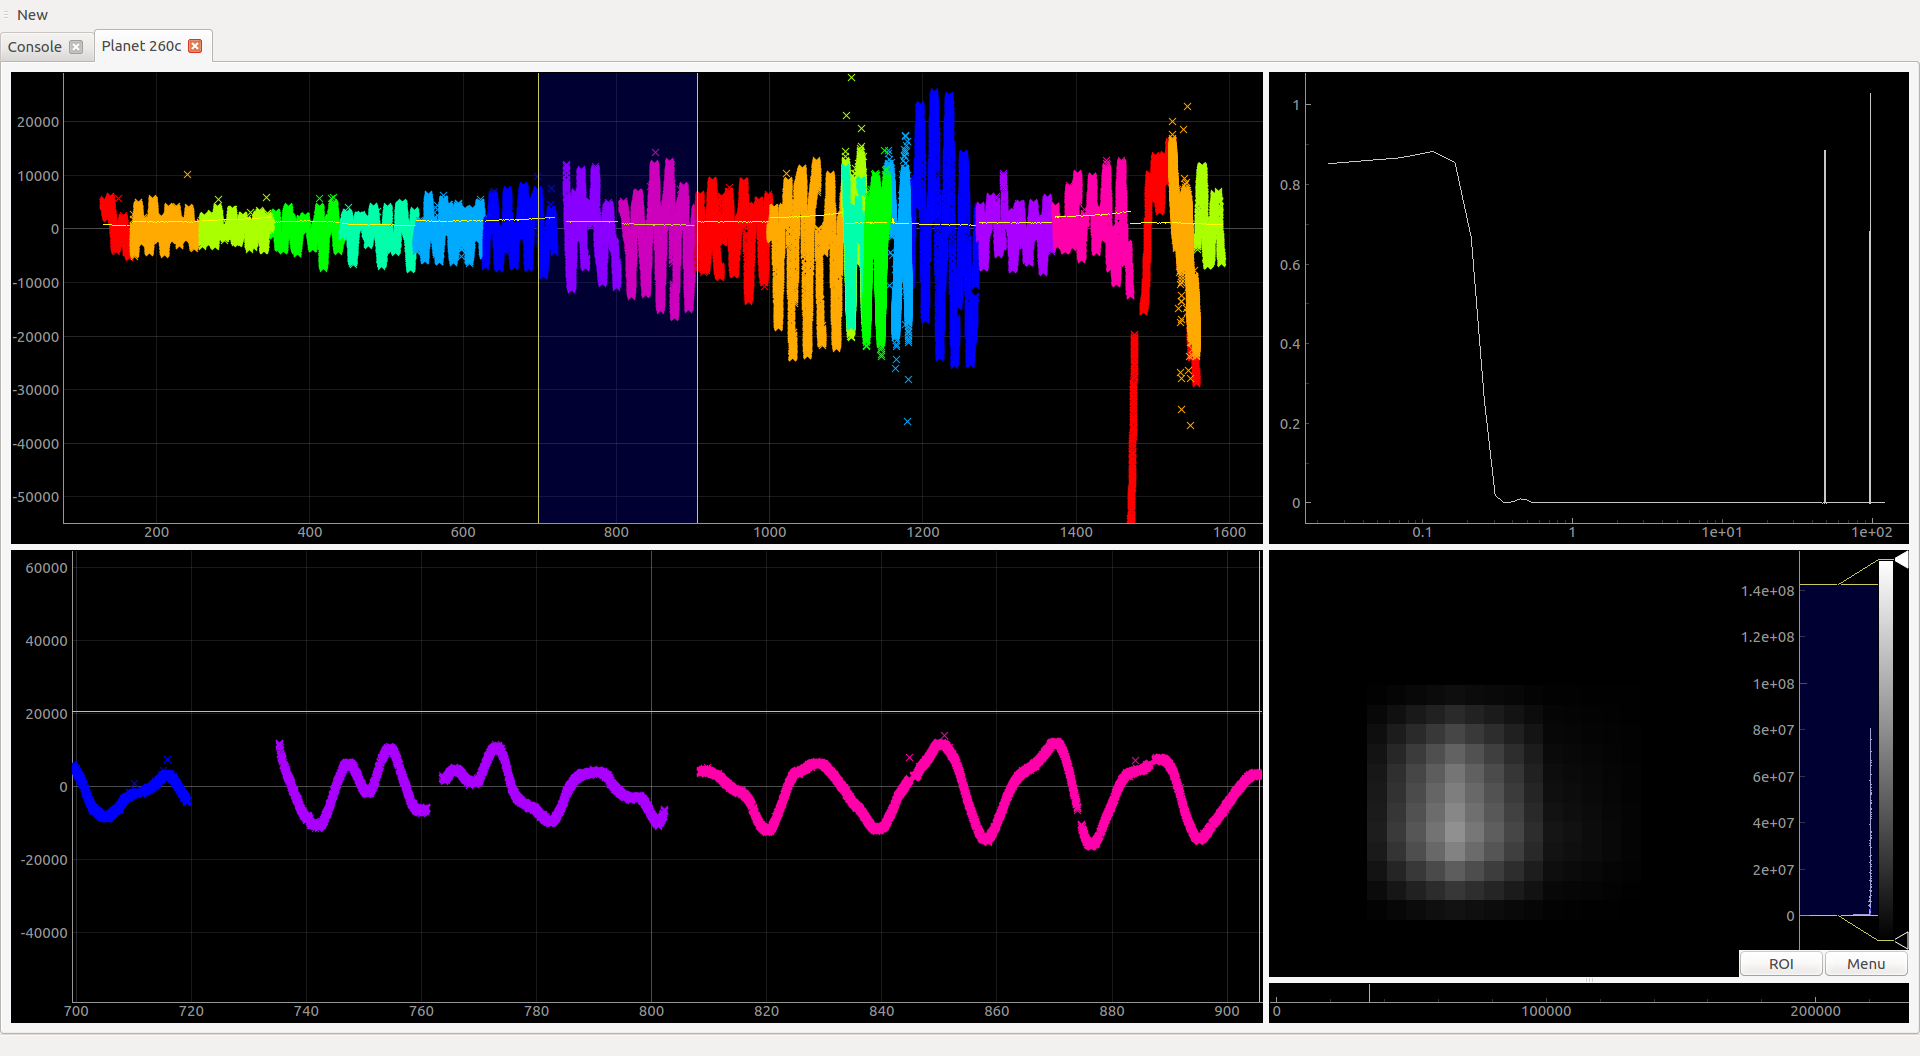 New
Console
Planet 260c
20000
10000
0
-10000
-20000
-30000
-40000
-50000
200 400 600 800 1000 1200 1400 1600
1
0.8
0.6
0.4
0.2
0
0.1 1 1e+01 1e+02
60000
40000
20000
0
-20000
-40000
700 720 740 760 780 800 820 840 860 880 900
1.4e+08
1.2e+08
1e+08
8e+07
6e+07
4e+07
2e+07
0
ROI Menu
0 100000 200000